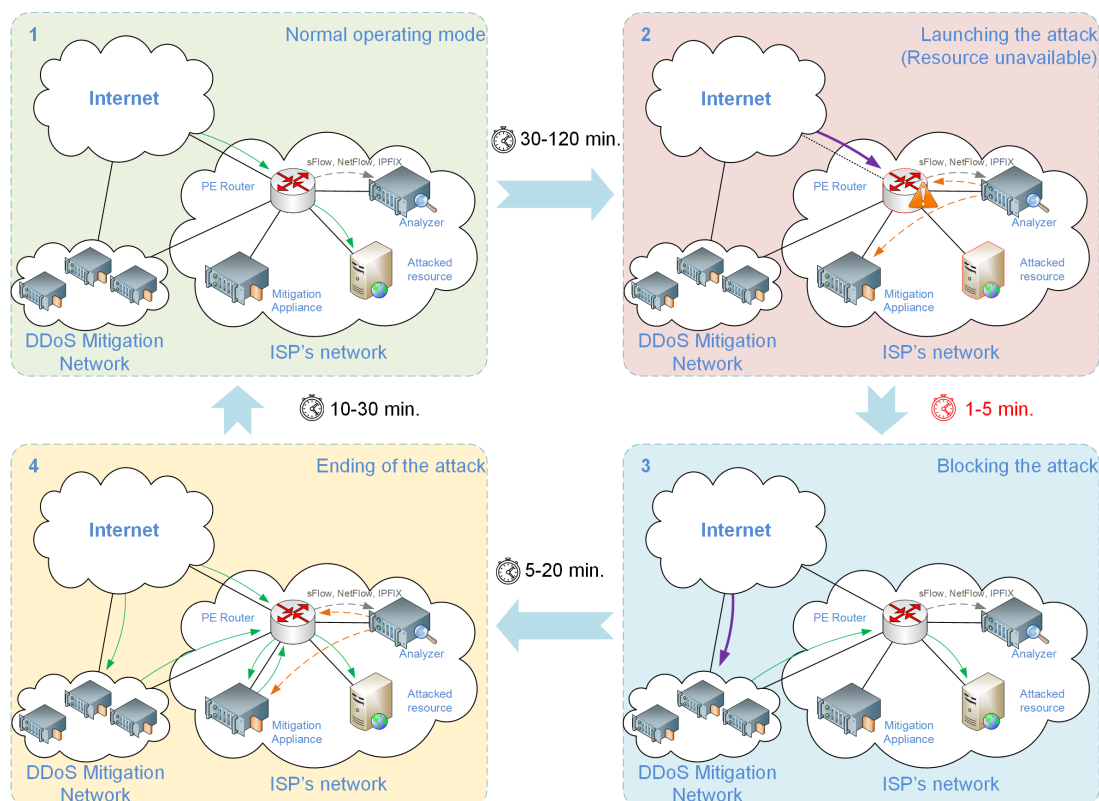 1
Normal operating mode
Internet
sFlow, NetFlow, IPFIX
PE Router
Analyzer
Attacked
resource
Mitigation
Appliance
DDoS Mitigation
Network
ISP's network
30-120 min.
2
Launching the attack
(Resource unavailable)
Internet
sFlow, NetFlow, IPFIX
PE Router
Analyzer
Attacked
resource
Mitigation
Appliance
DDoS Mitigation
Network
ISP's network
10-30 min.
1-5 min.
4
Ending of the attack
Internet
sFlow, NetFlow, IPFIX
PE Router
Analyzer
Attacked
resource
Mitigation
Appliance
DDoS Mitigation
Network
ISP's network
5-20 min.
3
Blocking the attack
Internet
sFlow, NetFlow, IPFIX
PE Router
Analyzer
Attacked
resource
Mitigation
Appliance
DDoS Mitigation
Network
ISP's network